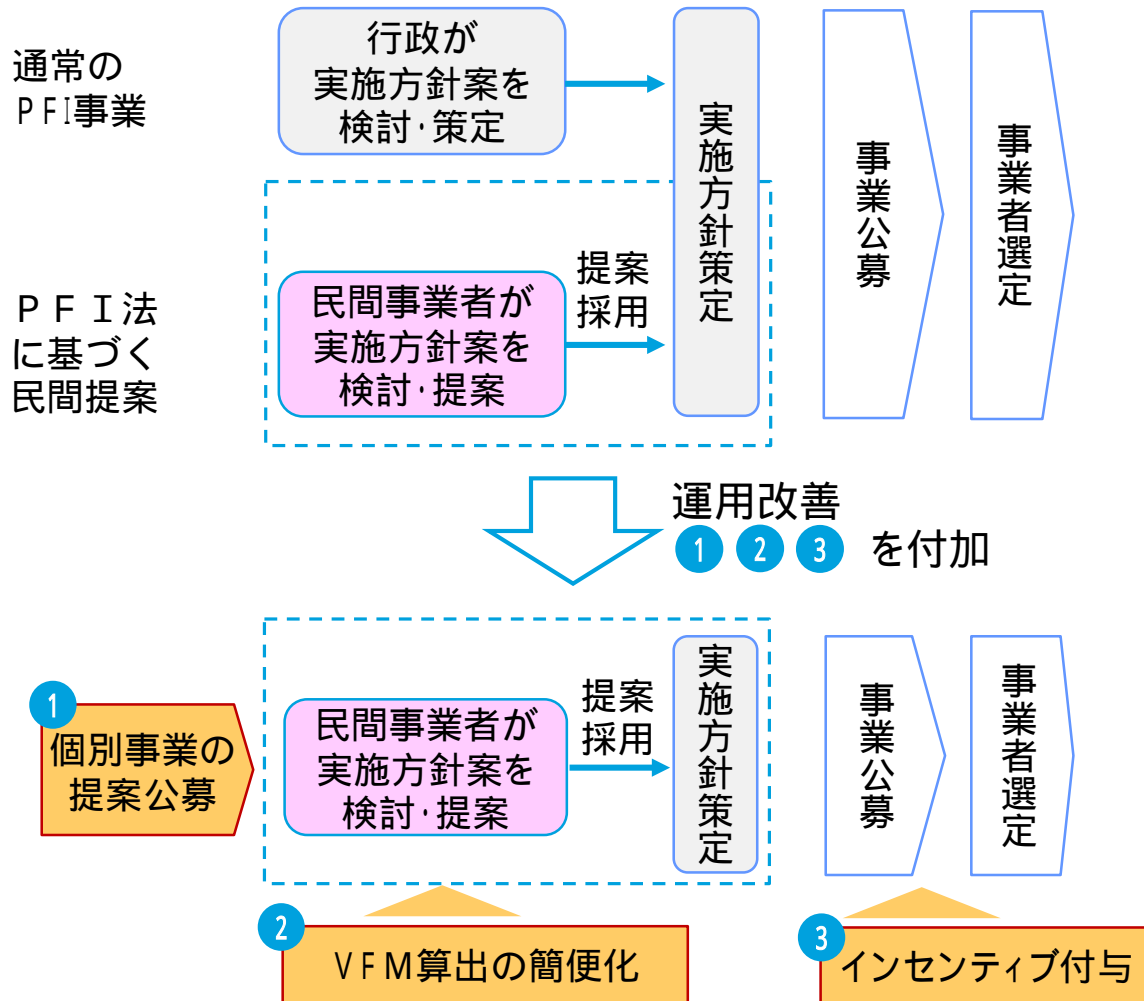 通常の
PFI事業
行政が
実施方針案を
検討･策定
実施方針策定
事業公募
事業者選定
ＰＦＩ法
に基づく
民間提案
民間事業者が
実施方針案を
検討･提案
提案
採用
運用改善
1 2 3 を付加
1
個別事業の
提案公募
民間事業者が
実施方針案を
検討･提案
提案
採用
実施方針策定
事業公募
事業者選定
2
VFM算出の簡便化
3
インセンティブ付与